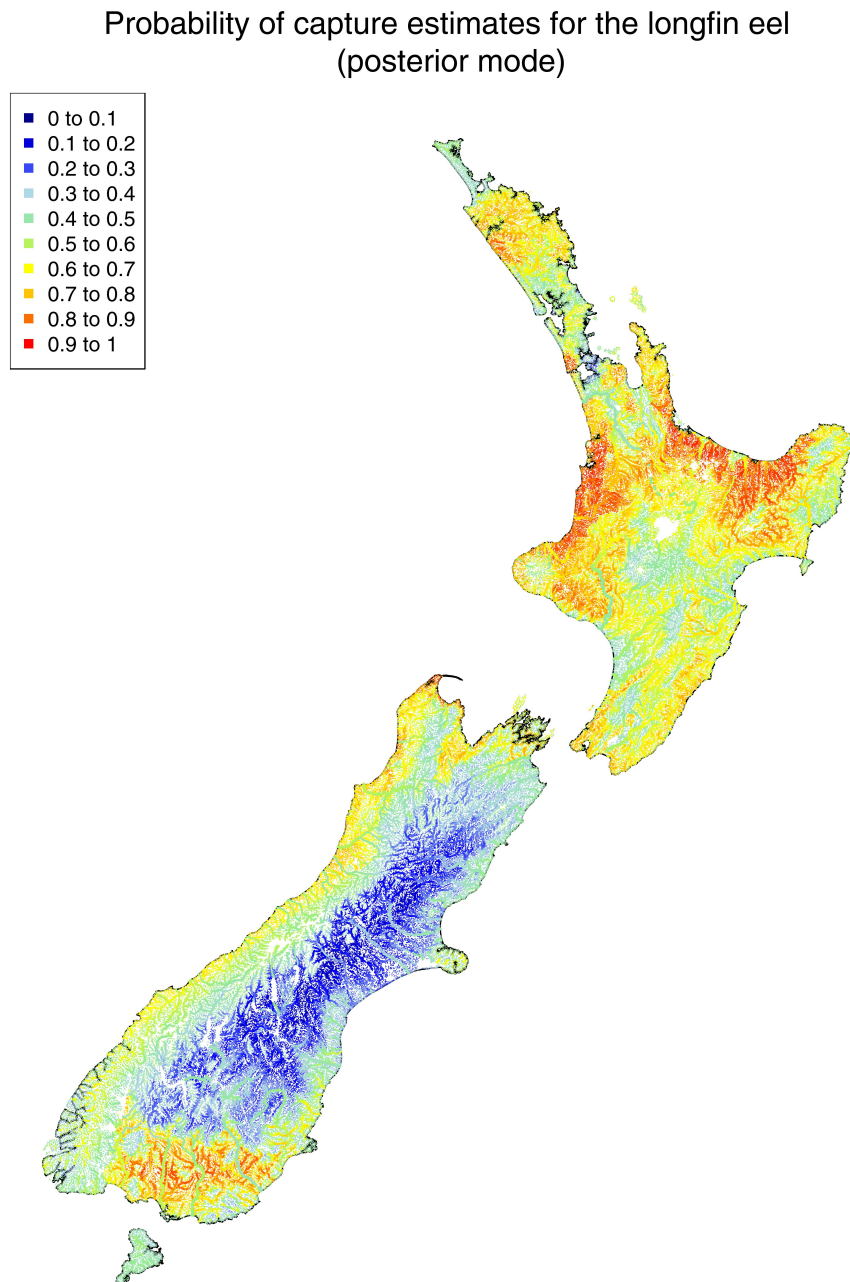 Probability of capture estimates for the longfin eel
(posterior mode)
0 to 0.1
0.1 to 0.2
0.2 to 0.3
0.3 to 0.4
0.4 to 0.5
0.5 to 0.6
0.6 to 0.7
0.7 to 0.8
0.8 to 0.9
0.9 to 1